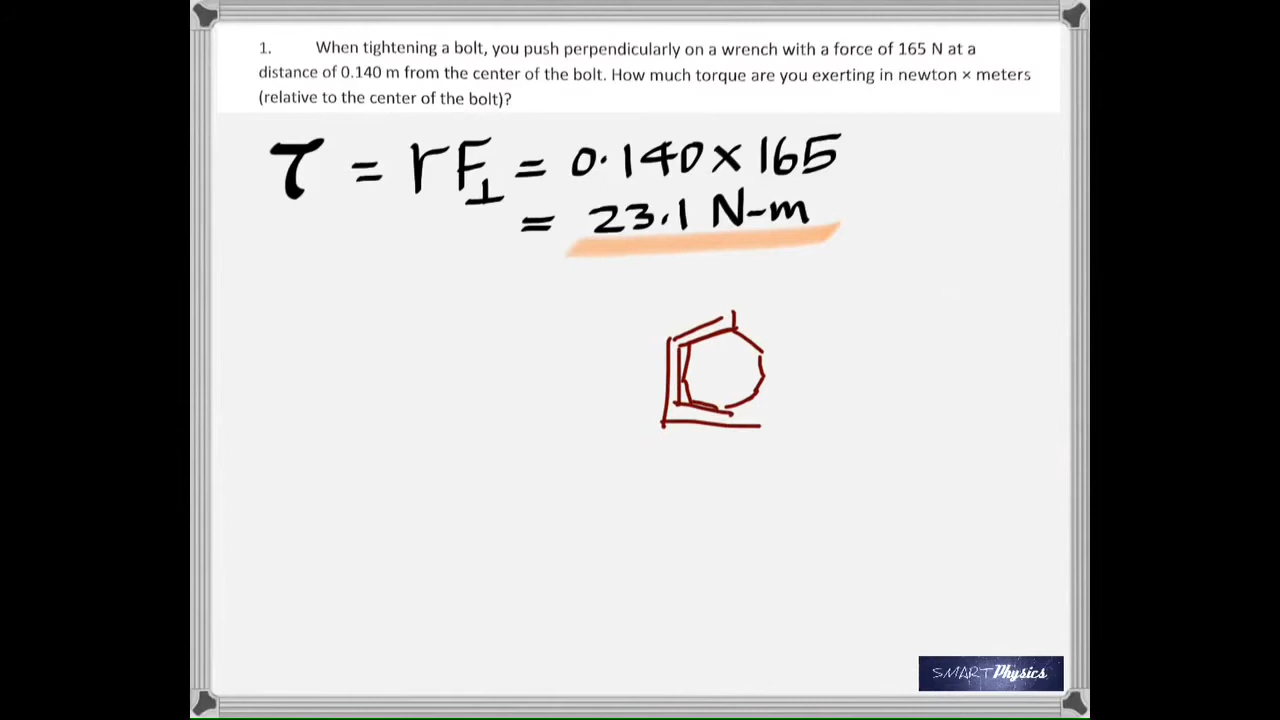 1. When tightening a bolt, you push perpendicularly on a wrench with a force of 165 N at a
distance of 0.140 m from the center of the bolt. How much torque are you exerting in newton × meters
(relative to the center of the bolt)?
τ = rF⊥ = 0.140 × 165
= 23.1 N-m
SMART Physics